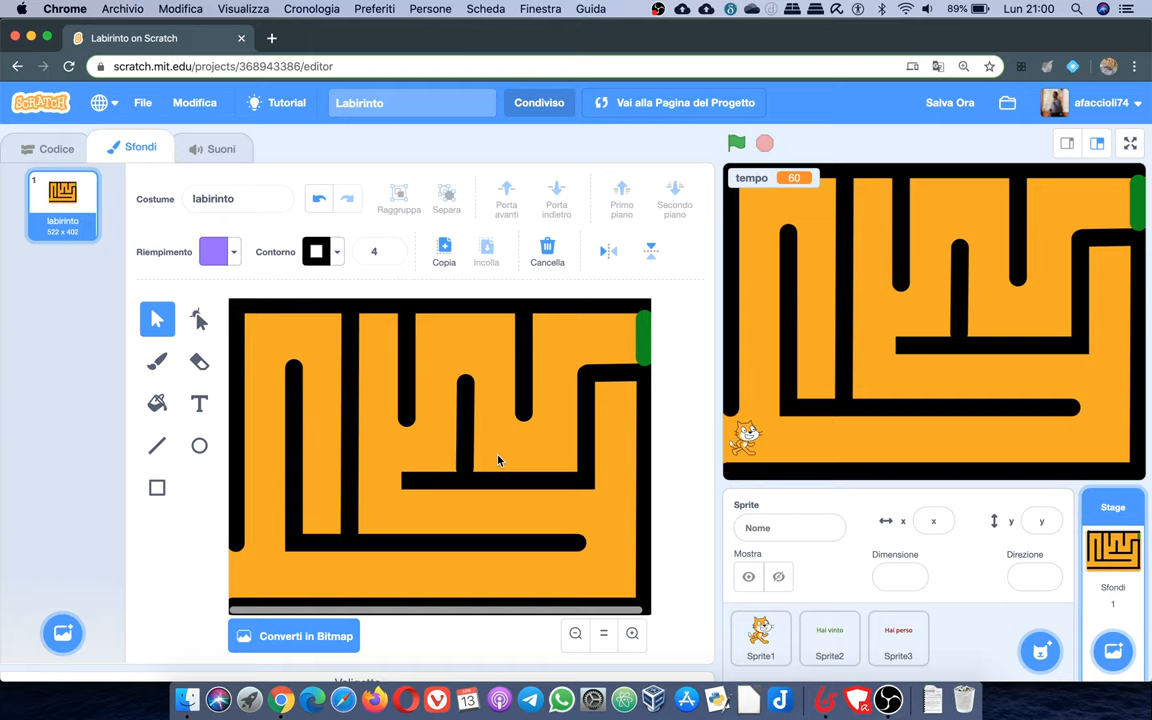 Chrome Archivio Modifica Visualizza Cronologia Preferiti Persone Scheda Finestra Guida 89% Lun 21:00
Labirinto on Scratch
scratch.mit.edu/projects/368943386/editor
SCRATCH File Modifica Tutorial Labirinto Condiviso Vai alla Pagina del Progetto Salva Ora afaccioli74
Codice Sfondi Suoni
1
labirinto
522 x 402
Costume labirinto Raggruppa Separa Porta avanti Porta indietro Primo piano Secondo piano
Riempimento Contorno 4 Copia Incolla Cancella
tempo 60
Converti in Bitmap
Sprite
Nome
x x
y y
Mostra
Dimensione
Direzione
Hai vinto
Hai perso
Sprite1 Sprite2 Sprite3
Stage
Sfondi
1
APR
13